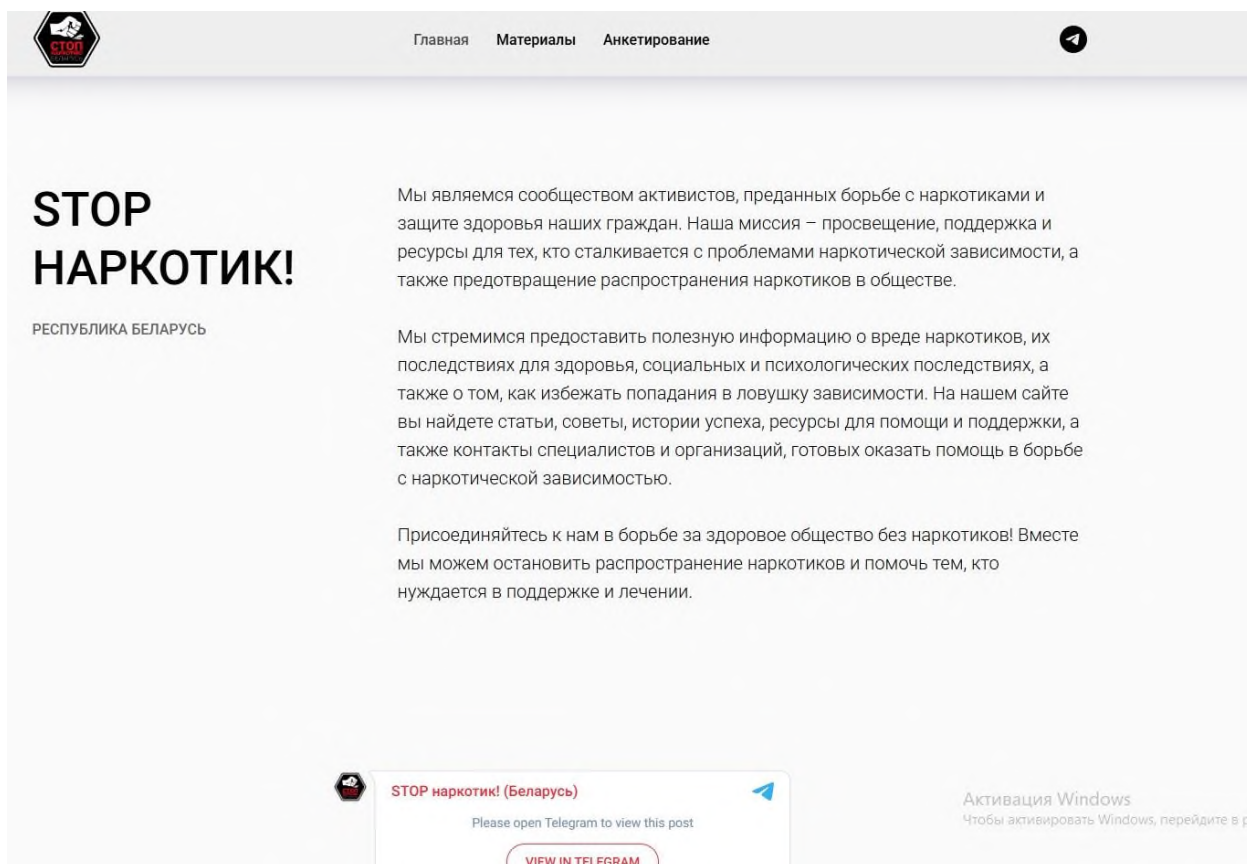 СТОП
НАРКОТИК!
БЕЛАРУСЬ
Главная Материалы Анкетирование
STOP
НАРКОТИК!
РЕСПУБЛИКА БЕЛАРУСЬ
Мы являемся сообществом активистов, преданных борьбе с наркотиками и
защите здоровья наших граждан. Наша миссия – просвещение, поддержка и
ресурсы для тех, кто сталкивается с проблемами наркотической зависимости, а
также предотвращение распространения наркотиков в обществе.
Мы стремимся предоставить полезную информацию о вреде наркотиков, их
последствиях для здоровья, социальных и психологических последствиях, а
также о том, как избежать попадания в ловушку зависимости. На нашем сайте
вы найдете статьи, советы, истории успеха, ресурсы для помощи и поддержки, а
также контакты специалистов и организаций, готовых оказать помощь в борьбе
с наркотической зависимостью.
Присоединяйтесь к нам в борьбе за здоровое общество без наркотиков! Вместе
мы можем остановить распространение наркотиков и помочь тем, кто
нуждается в поддержке и лечении.
STOP наркотик! (Беларусь)
Please open Telegram to view this post
VIEW IN TELEGRAM
Активация Windows
Чтобы активировать Windows, перейдите в